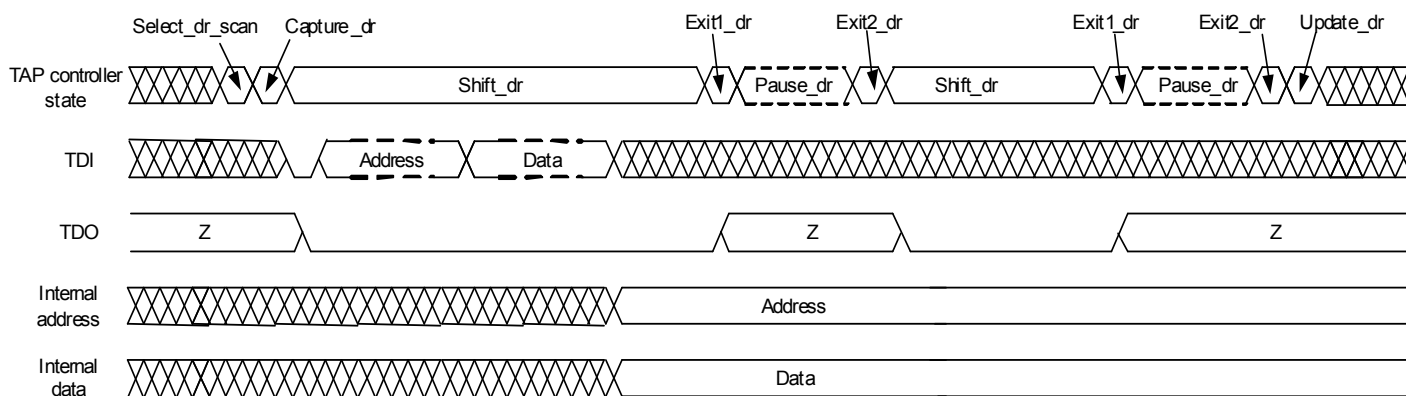 Select_dr_scan Capture_dr Exit1_dr Exit2_dr Exit1_dr Exit2_dr Update_dr
TAP controller
state
Shift_dr Pause_dr Shift_dr Pause_dr
TDI Address Data
TDO Z Z Z
Internal
address
Address
Internal
data
Data